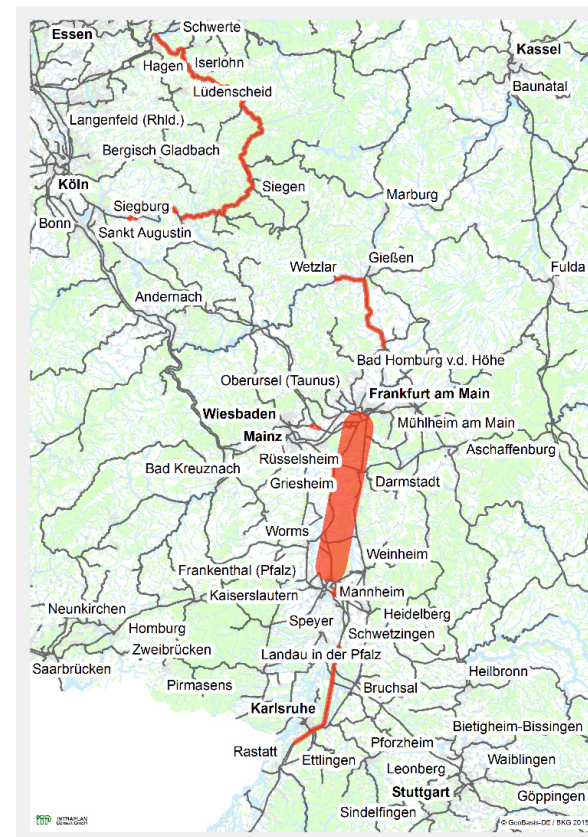 Schwerte
Essen
Kassel
Hagen
Iserlohn
Baunatal
Lüdenscheid
Langenfeld (Rhld.)
Bergisch Gladbach
Köln
Siegen
Marburg
Siegburg
Bonn
Sankt Augustin
Gießen
Wetzlar
Fulda
Andernach
Bad Homburg v.d. Höhe
Oberursel (Taunus)
Frankfurt am Main
Wiesbaden
Mühlheim am Main
Mainz
Aschaffenburg
Rüsselsheim
Bad Kreuznach
Griesheim
Darmstadt
Worms
Weinheim
Frankenthal (Pfalz)
Kaiserslautern
Mannheim
Neunkirchen
Heidelberg
Speyer
Homburg
Schwetzingen
Zweibrücken
Landau in der Pfalz
Saarbrücken
Heilbronn
Pirmasens
Bruchsal
Karlsruhe
Bietigheim-Bissingen
Pforzheim
Rastatt
Ettlingen
Waiblingen
Leonberg
Stuttgart
Göppingen
Sindelfingen
INTRAPLAN
Consult GmbH
© GeoBasis-DE / BKG 2015